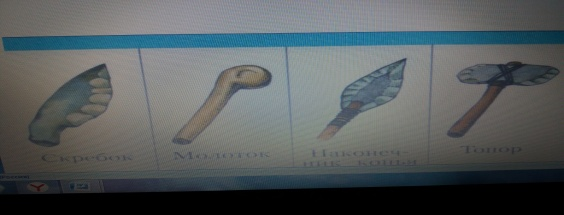 Скребок
Молоток
Наконеч-
ник копья
Топор